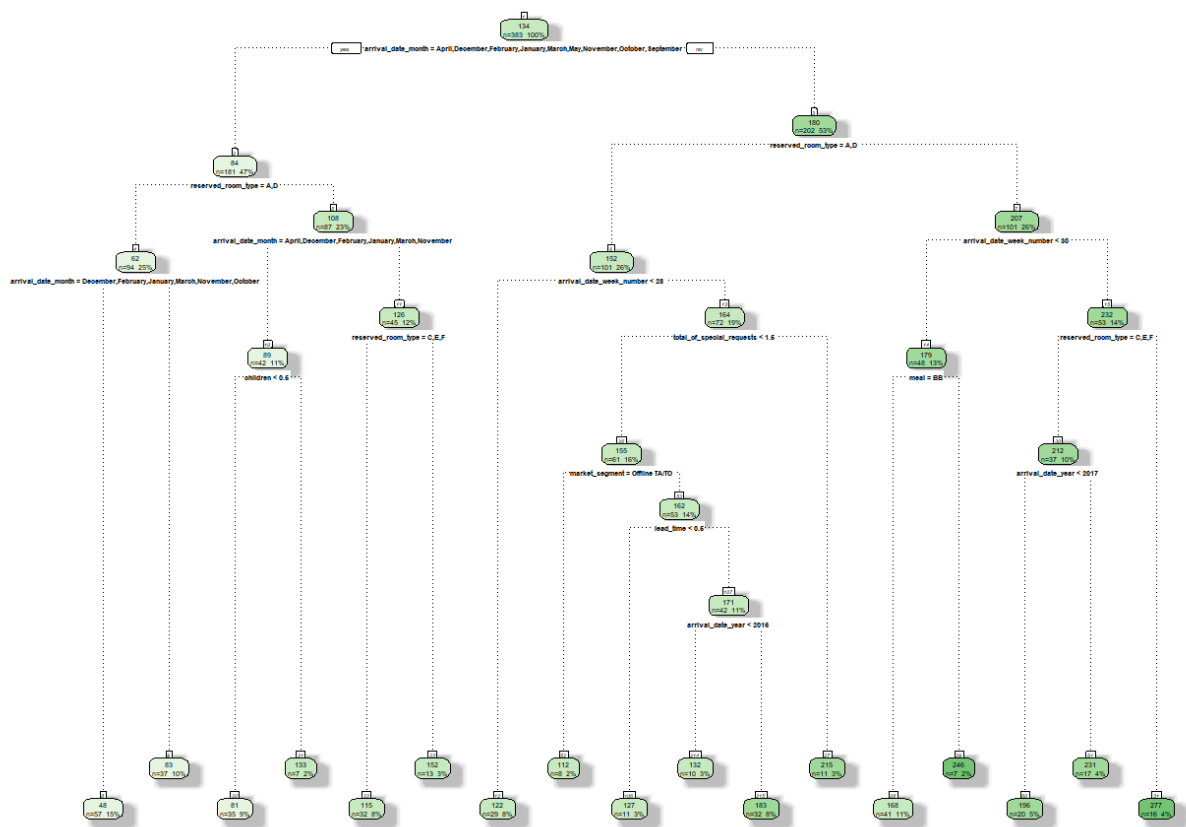 134
n=383 100%
yes arrival_date_month = April,December,February,January,March,May,November,October,September no
180
n=202 53%
reserved_room_type = A,D
84
n=181 47%
reserved_room_type = A,D
108
n=87 23%
arrival_date_month = April,December,February,January,March,November
207
n=101 26%
arrival_date_week_number < 30
62
n=94 25%
arrival_date_month = December,February,January,March,November,October
152
n=101 26%
arrival_date_week_number < 28
126
n=45 12%
reserved_room_type = C,E,F
164
n=72 19%
total_of_special_requests < 1.5
232
n=53 14%
reserved_room_type = C,E,F
89
n=42 11%
children < 0.5
179
n=48 13%
meal = BB
155
n=61 16%
market_segment = Offline TA/TO
212
n=37 10%
arrival_date_year < 2017
162
n=53 14%
lead_time < 0.5
171
n=42 11%
arrival_date_year < 2016
83
n=37 10%
133
n=7 2%
152
n=13 3%
112
n=8 2%
132
n=10 3%
215
n=11 3%
246
n=7 2%
231
n=17 4%
48
n=57 15%
81
n=35 9%
115
n=32 8%
122
n=29 8%
127
n=11 3%
183
n=32 8%
168
n=41 11%
196
n=20 5%
277
n=16 4%